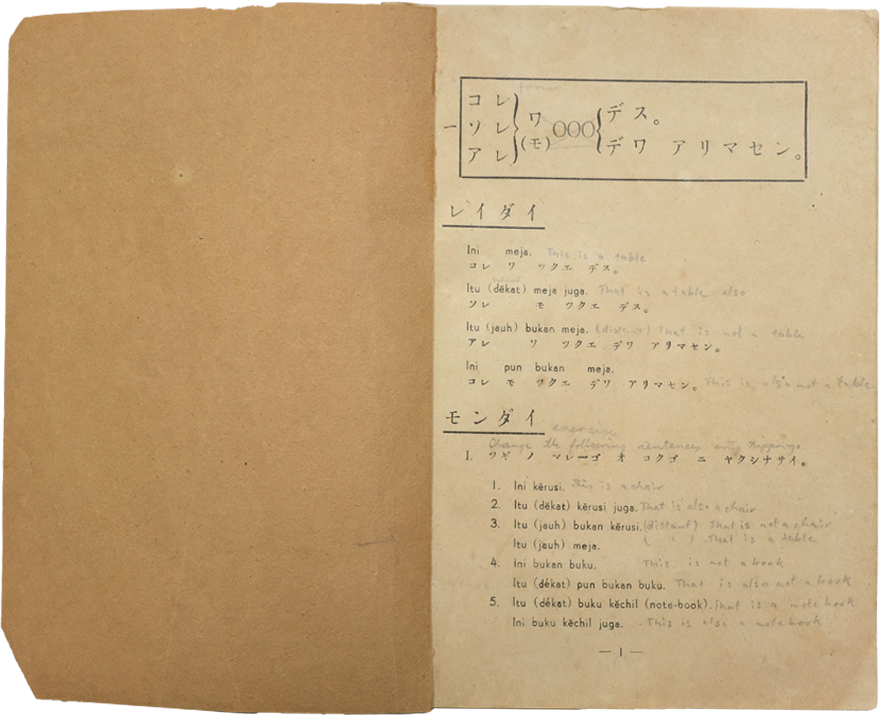 一
コレ
ソレ
アレ
ワ
(モ)
○○○
デス。
デワ アリマセン。
レイダイ
Ini meja. This is a table
コレ ワ ツクエ デス。
Itu (dĕkat) meja juga. That is a table also
ソレ モ ツクエ デス。
Itu (jauh) bukan meja. (distant) That is not a table
アレ ワ ツクエ デワ アリマセン。
Ini pun bukan meja.
コレ モ ツクエ デワ アリマセン。 This is also not a table.
モンダイ exercise
Change the following sentences into Nippongo
I. ツギ ノ マレーゴ オ コクゴ ニ ヤクシナサイ。
1. Ini kĕrusi. This is a chair
2. Itu (dĕkat) kĕrusi juga. That is also a chair
3. Itu (jauh) bukan kĕrusi. (distant) That is not a chair
Itu (jauh) meja. ( " ) That is a table
4. Ini bukan buku. This is not a book
Itu (dĕkat) pun bukan buku. That is also not a book
5. Itu (dĕkat) buku kĕchil (note-book). That is a note book
Ini buku kĕchil juga. This is also a notebook
— 1 —